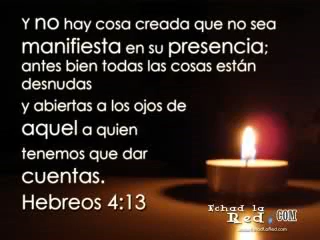 Y no hay cosa creada que no sea
manifiesta en su presencia;
antes bien todas las cosas están
desnudas
y abiertas a los ojos de
aquel a quien
tenemos que dar
cuentas.
Hebreos 4:13
Echad la
Red.COM